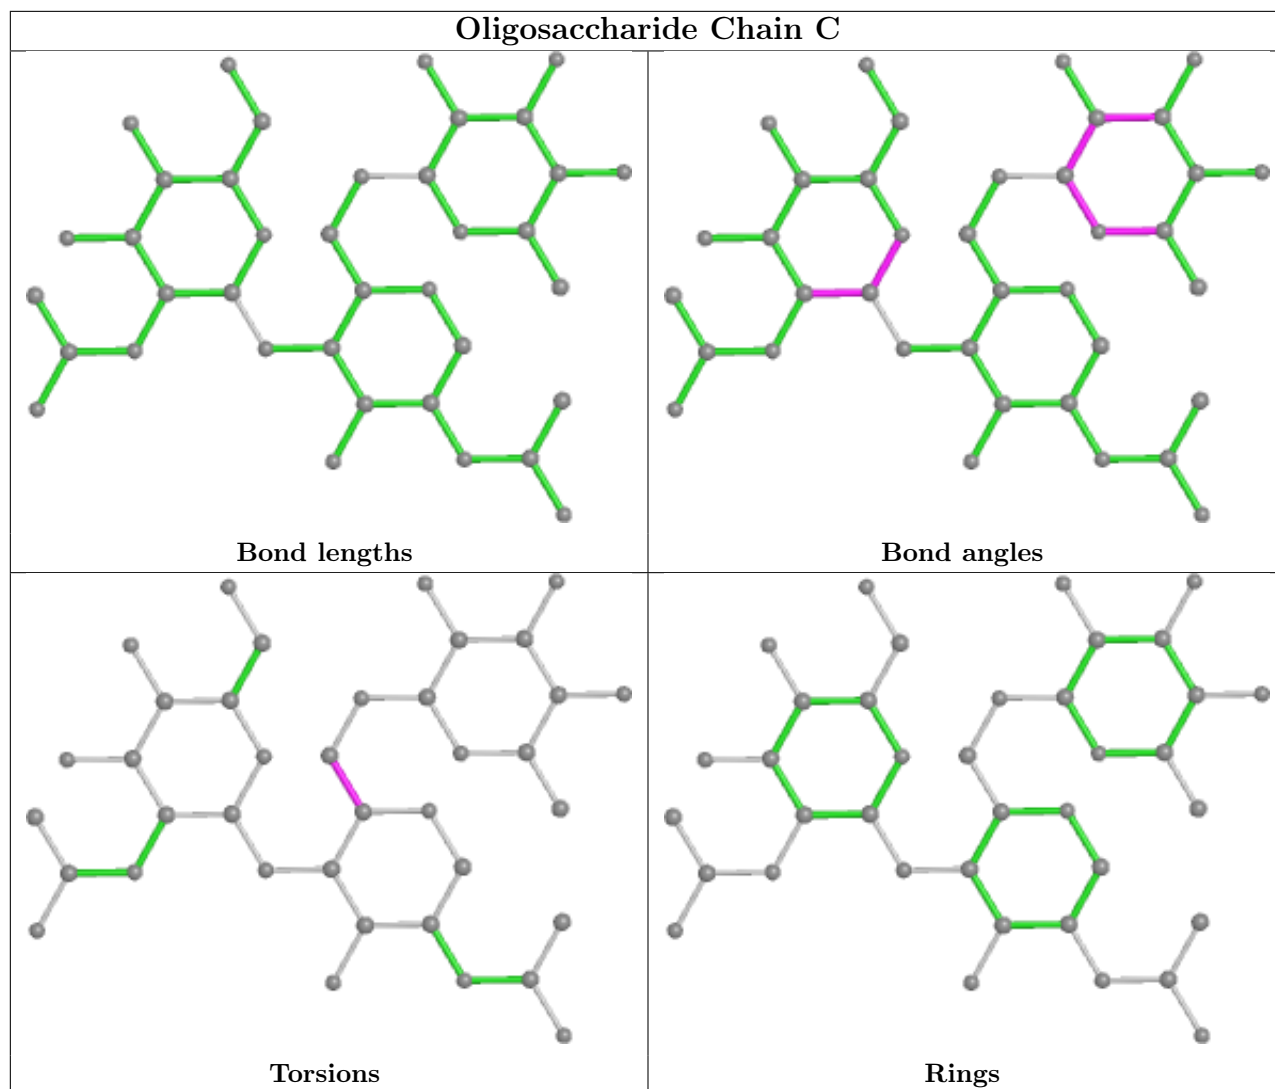 Oligosaccharide Chain C
Bond lengths
Bond angles
Torsions
Rings